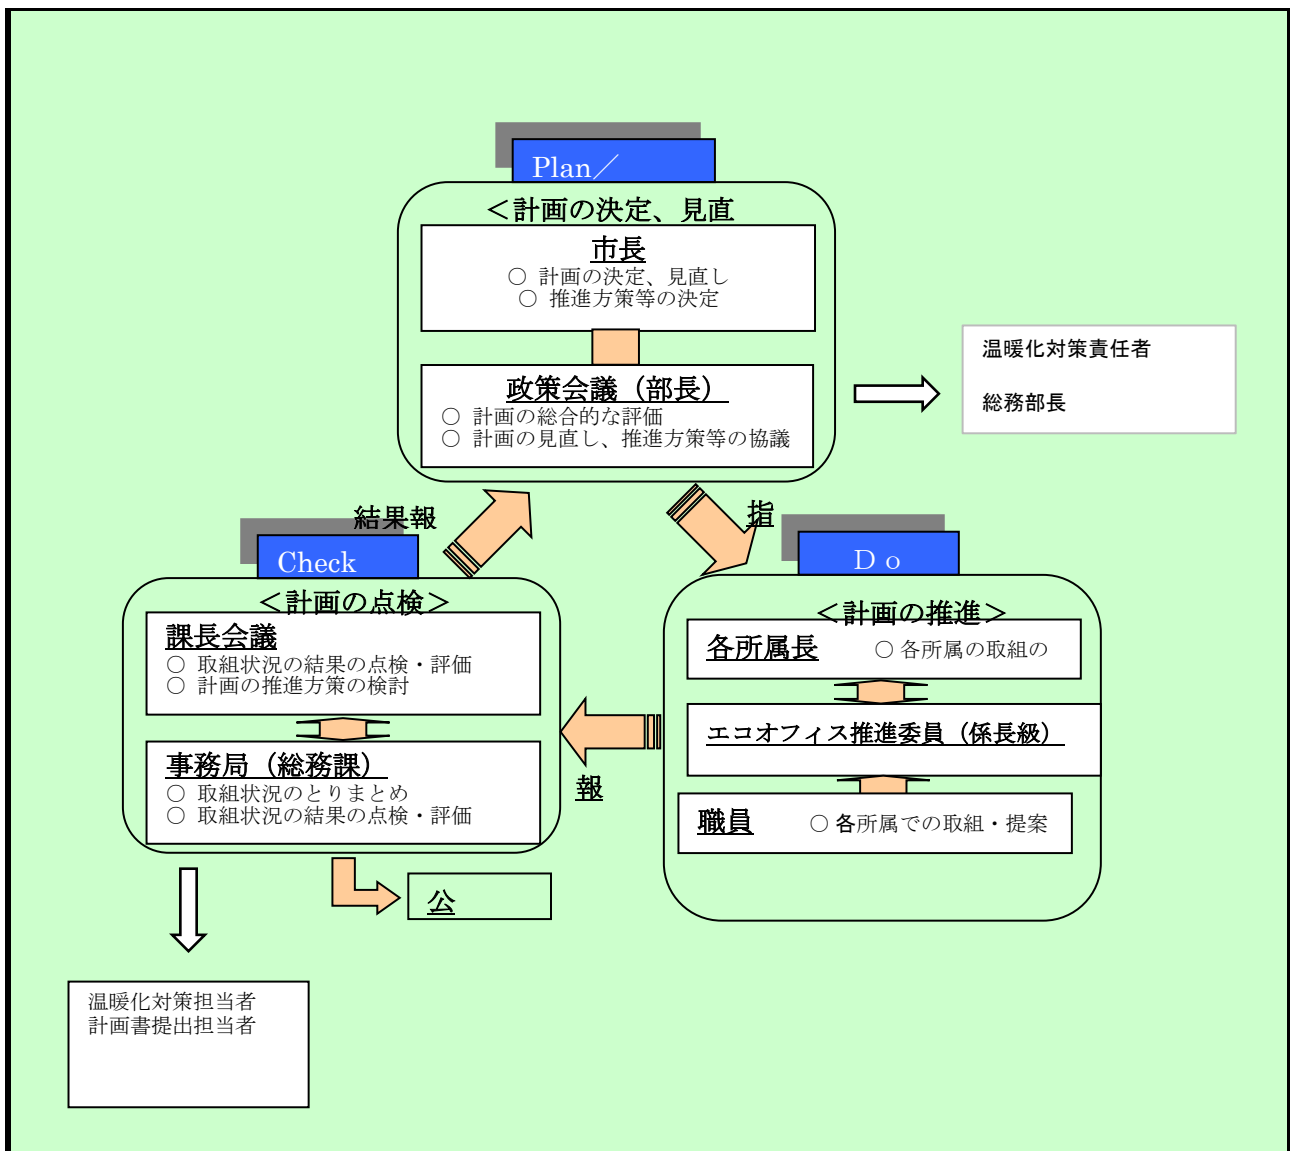 Plan／
＜計画の決定、見直
市長
○ 計画の決定、見直し
○ 推進方策等の決定
政策会議（部長）
○ 計画の総合的な評価
○ 計画の見直し、推進方策等の協議
温暖化対策責任者
総務部長
結果報
指
Check
＜計画の点検＞
課長会議
○ 取組状況の結果の点検・評価
○ 計画の推進方策の検討
事務局（総務課）
○ 取組状況のとりまとめ
○ 取組状況の結果の点検・評価
報
Ｄｏ
＜計画の推進＞
各所属長 ○ 各所属の取組の
エコオフィス推進委員（係長級）
職員 ○ 各所属での取組・提案
公
温暖化対策担当者
計画書提出担当者